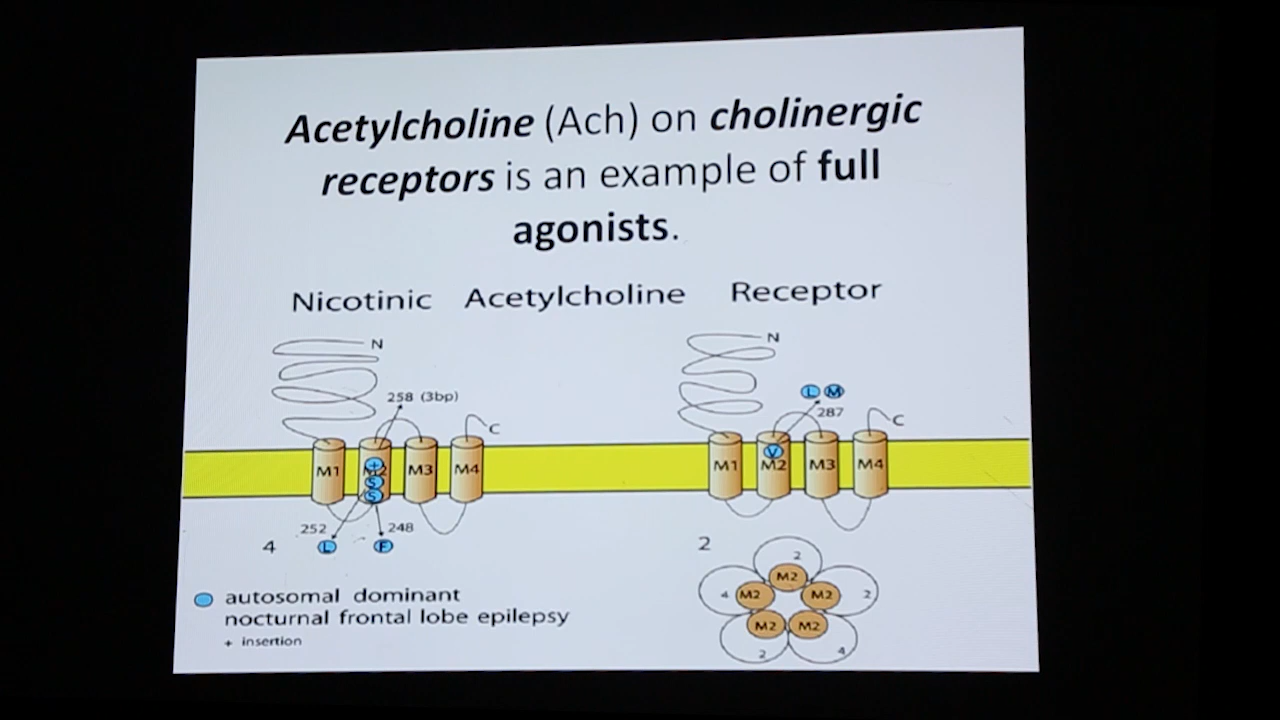 Acetylcholine (Ach) on cholinergic
receptors is an example of full
agonists.
Nicotinic Acetylcholine Receptor
N
258 (3bp)
C
M1
M2
M3
M4
+
S
S
252
248
4
L
F
N
L M
287
C
M1
V
M2
M3
M4
2
2
M2
4
M2
M2
2
M2
M2
2
4
autosomal dominant
nocturnal frontal lobe epilepsy
+ insertion